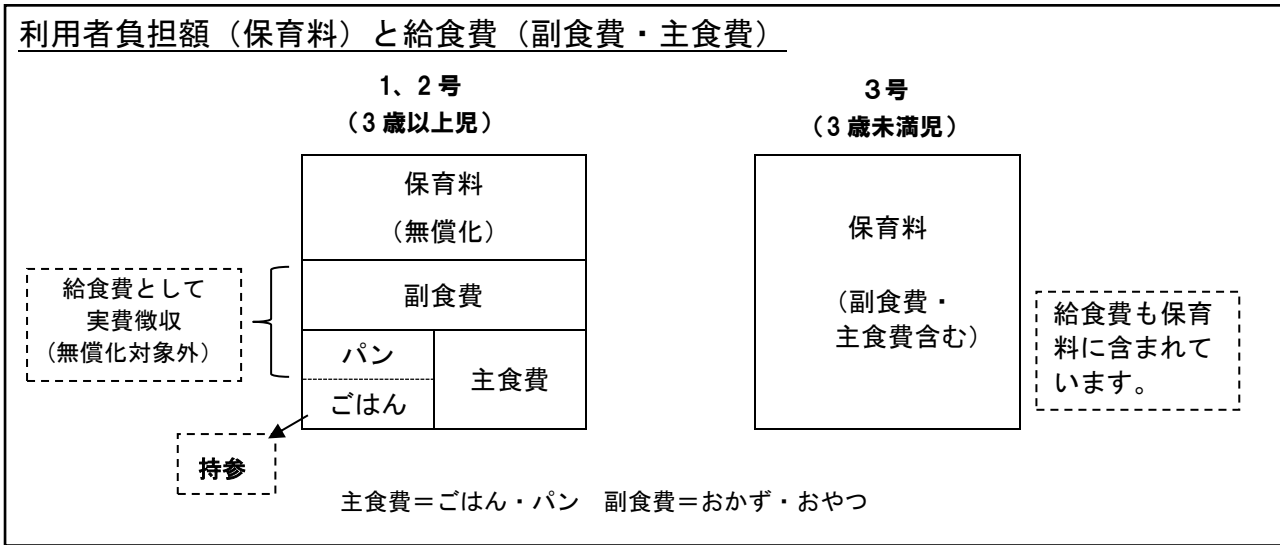 利用者負担額（保育料）と給食費（副食費・主食費）
1、2号
（3歳以上児）
保育料
（無償化）
副食費
パン
ごはん
主食費
給食費として
実費徴収
（無償化対象外）
持参
3号
（3歳未満児）
保育料
（副食費・
主食費含む）
給食費も保育
料に含まれて
います。
主食費＝ごはん・パン　副食費＝おかず・おやつ